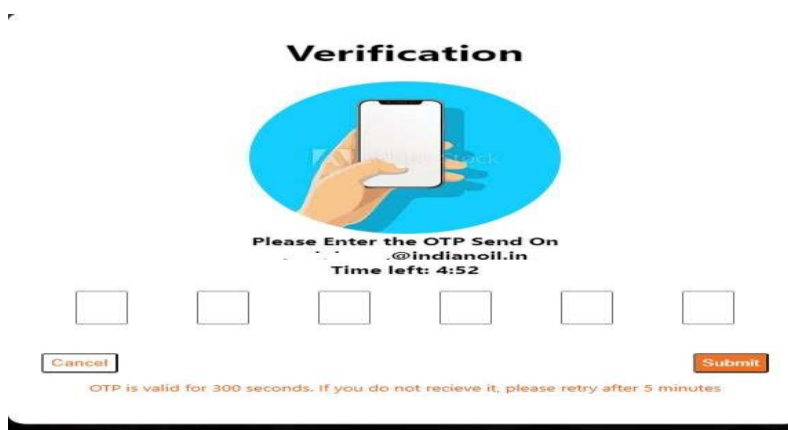 Verification
Please Enter the OTP Send On
@indianoil.in
Time left: 4:52
Cancel
Submit
OTP is valid for 300 seconds. If you do not recieve it, please retry after 5 minutes